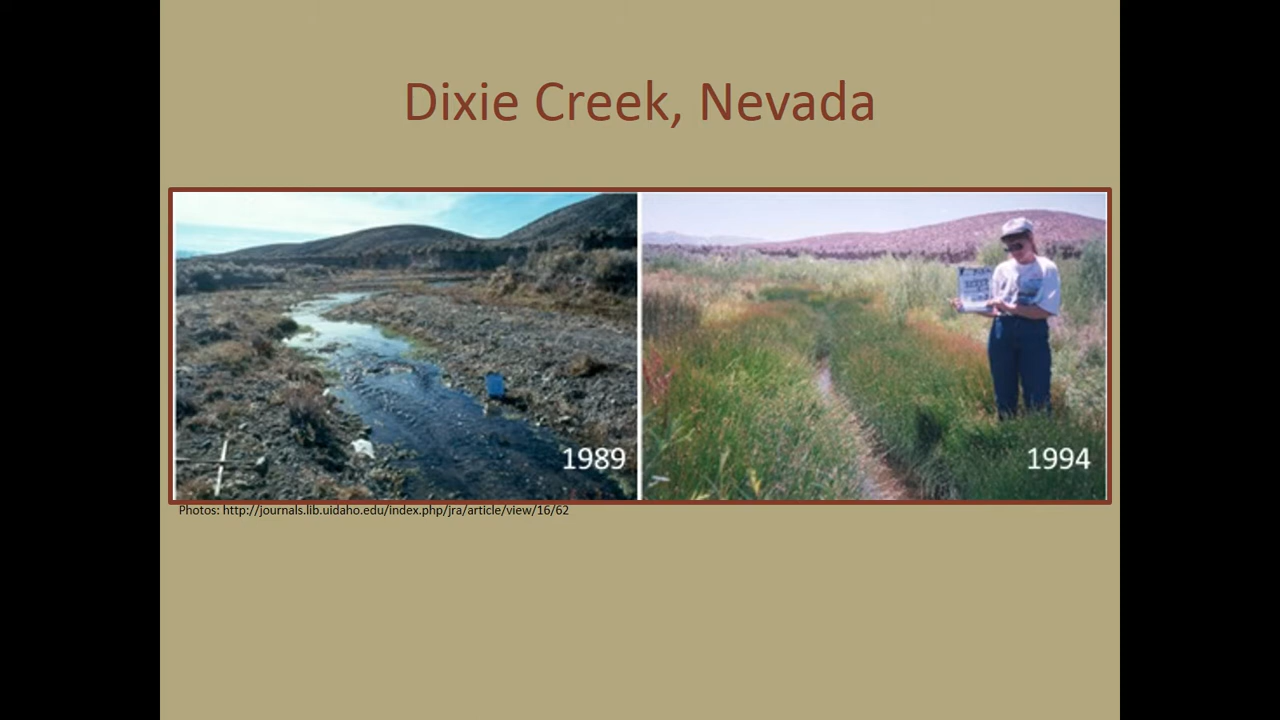 Dixie Creek, Nevada
1989
1994
Photos: http://journals.lib.uidaho.edu/index.php/jra/article/view/16/62